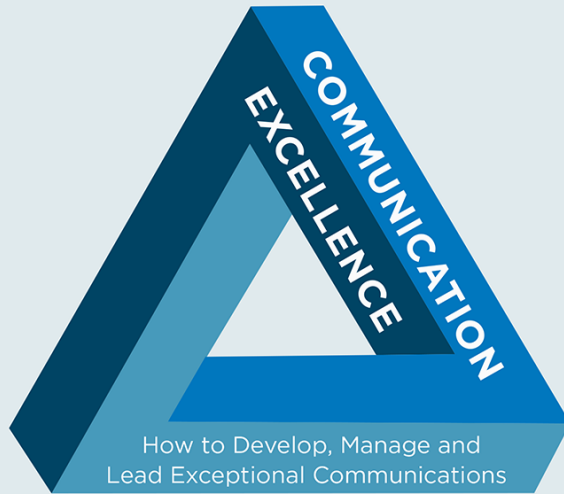 COMMUNICATION
EXCELLENCE
How to Develop, Manage and
Lead Exceptional Communications